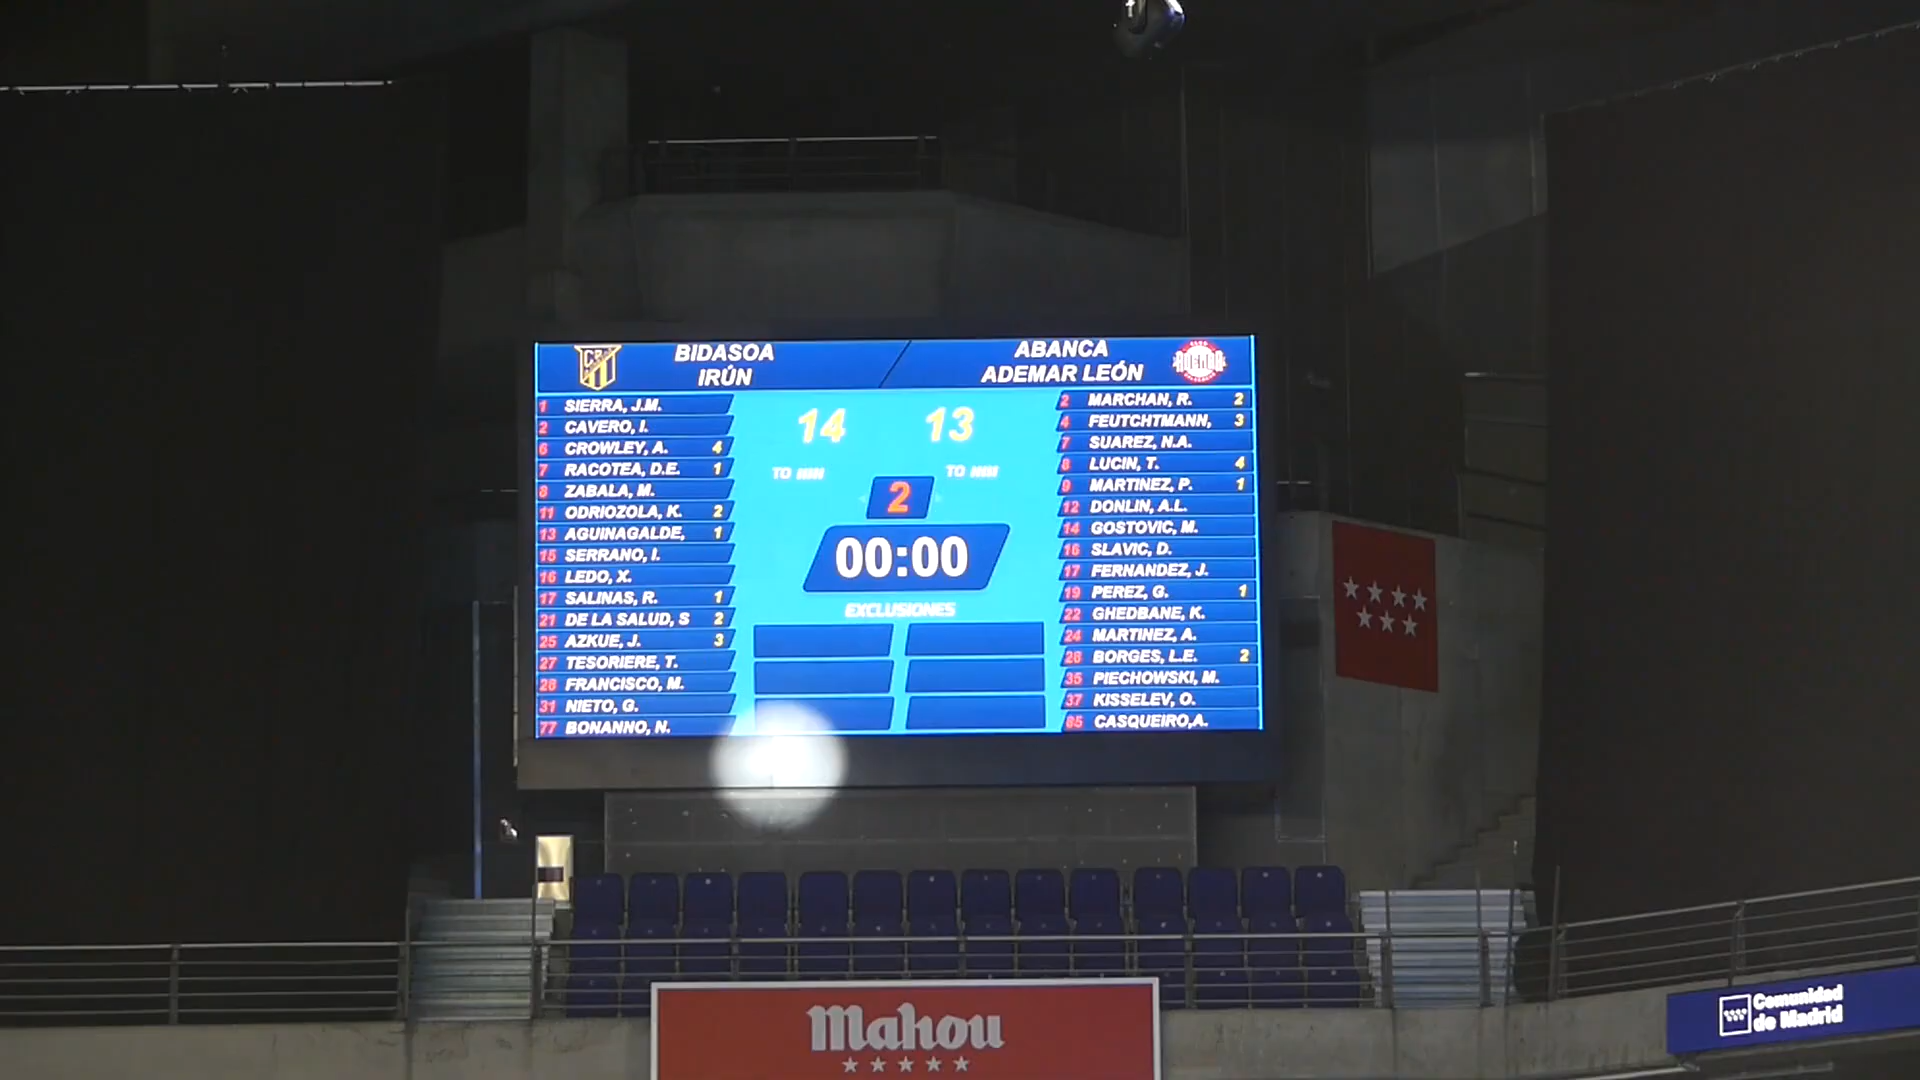 BIDASOA
IRÚN
ABANCA
ADEMAR LEÓN
14 13
TO TO
2
00:00
EXCLUSIONES
1 SIERRA, J.M.
2 CAVERO, I.
6 CROWLEY, A. 4
7 RACOTEA, D.E. 1
8 ZABALA, M.
11 ODRIOZOLA, K. 2
13 AGUINAGALDE, 1
15 SERRANO, I.
16 LEDO, X.
17 SALINAS, R. 1
21 DE LA SALUD, S 2
25 AZKUE, J. 3
27 TESORIERE, T.
28 FRANCISCO, M.
31 NIETO, G.
77 BONANNO, N.
2 MARCHAN, R. 2
4 FEUTCHTMANN, 3
7 SUAREZ, N.A.
8 LUCIN, T. 4
9 MARTINEZ, P. 1
12 DONLIN, A.L.
14 GOSTOVIC, M.
16 SLAVIC, D.
17 FERNANDEZ, J.
19 PEREZ, G. 1
22 GHEDBANE, K.
24 MARTINEZ, A.
BORGES, L.E. 2
35 PIECHOWSKI, M.
37 KISSELEV, O.
CASQUEIRO,A.
Mahou
Comunidad
de Madrid